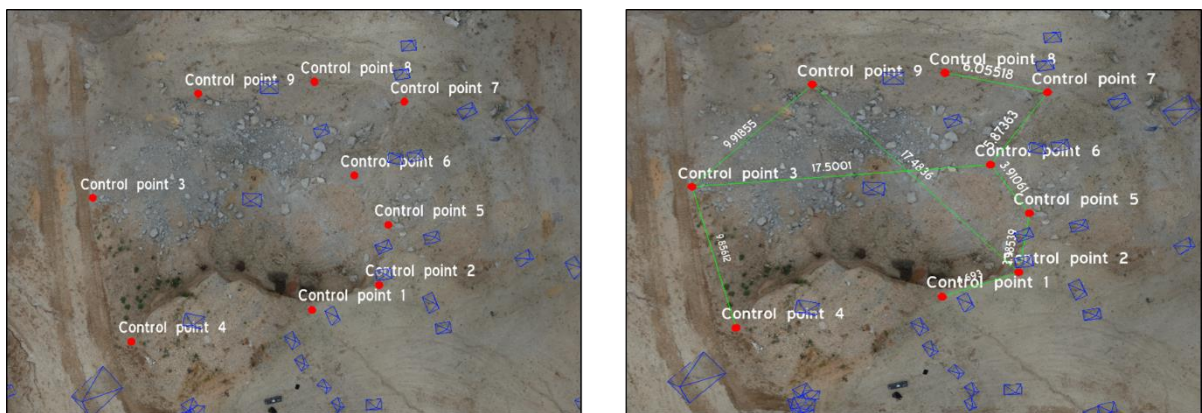 Control point 8
Control point 9
Control point 7
Control point 6
Control point 3
Control point 5
Control point 2
Control point 1
Control point 4
Control point 8
6.05518
Control point 9
Control point 7
9.91855
5.87363
17.4836
Control point 6
17.5001
3.91061
Control point 3
Control point 5
9.85612
Control point 2
Control point 1
Control point 4